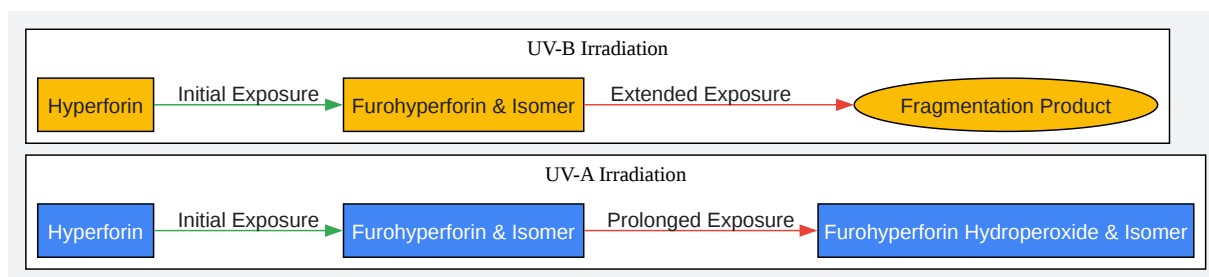 UV-B Irradiation
Hyperforin Initial Exposure Furohyperforin & Isomer Extended Exposure Fragmentation Product
UV-A Irradiation
Hyperforin Initial Exposure Furohyperforin & Isomer Prolonged Exposure Furohyperforin Hydroperoxide & Isomer